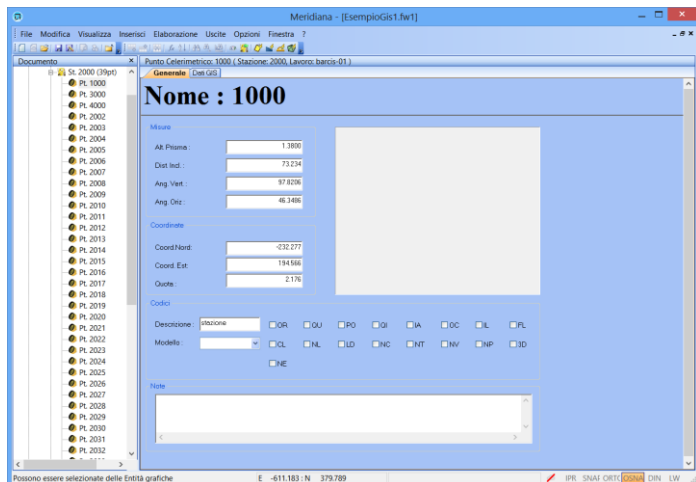 Meridiana - [EsempioGis1.fw1]
File Modifica Visualizza Inserisci Elaborazione Uscite Opzioni Finestra ?
Documento
Punto Celerimetrico: 1000 ( Stazione: 2000, Lavoro: barcis-01 )
St. 2000 (39pt)
Pt. 1000
Pt. 3000
Pt. 4000
Pt. 2002
Pt. 2003
Pt. 2004
Pt. 2005
Pt. 2006
Pt. 2007
Pt. 2008
Pt. 2009
Pt. 2010
Pt. 2011
Pt. 2012
Pt. 2013
Pt. 2014
Pt. 2015
Pt. 2016
Pt. 2017
Pt. 2018
Pt. 2019
Pt. 2020
Pt. 2021
Pt. 2022
Pt. 2023
Pt. 2024
Pt. 2025
Pt. 2026
Pt. 2027
Pt. 2028
Pt. 2029
Pt. 2030
Pt. 2031
Pt. 2032
Generale Dati GIS
Nome : 1000
Misure
Alt. Prisma : 1.3800
Dist. Incl. : 73.234
Ang. Vert. : 97.8206
Ang. Oriz : 46.3486
Coordinate
Coord.Nord: -232.277
Coord. Est: 194.566
Quota : 2.176
Codici
Descrizione : stazione OR QU PO QI IA OC IL FL
Modello : CL NL LD NC NT NV NP 3D
NE
Note
Possono essere selezionate delle Entità grafiche E -611.183 : N 379.789 IPR SNAF ORTC OSNA DIN LW